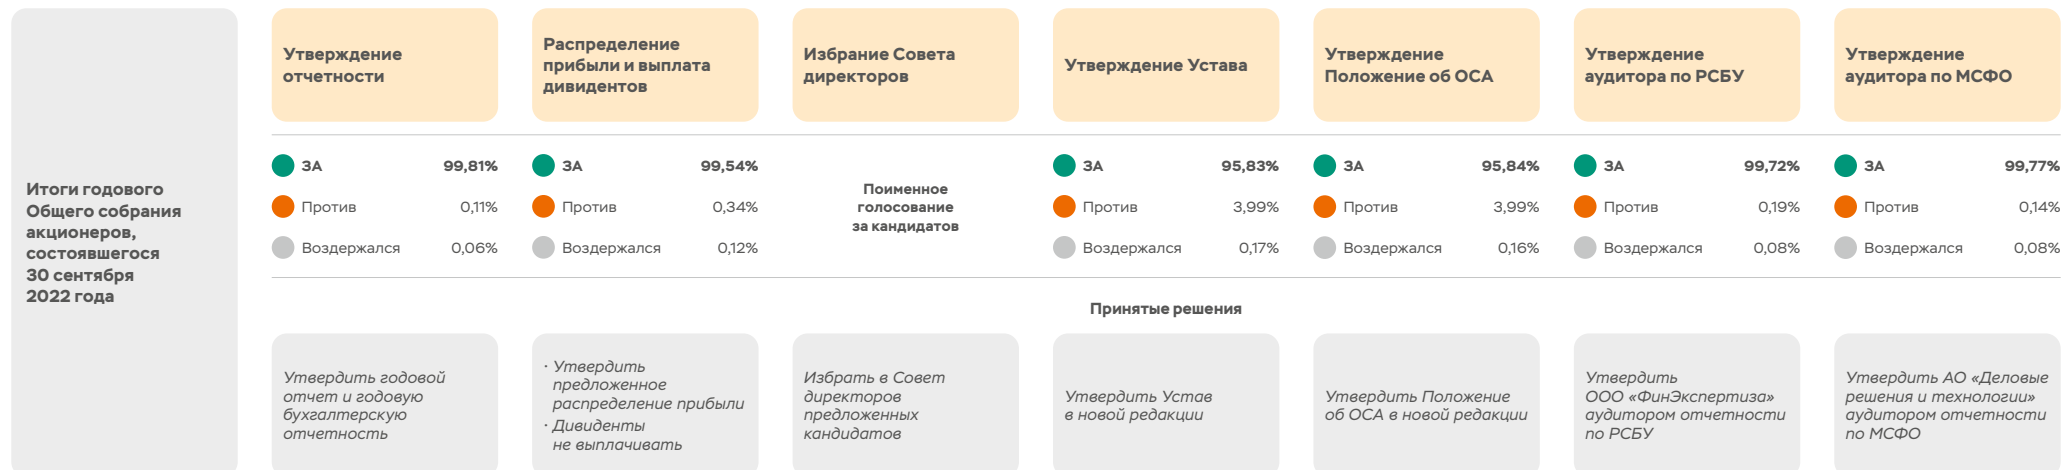 Итоги годового
Общего собрания
акционеров,
состоявшегося
30 сентября
2022 года
Утверждение
отчетности
Распределение
прибыли и выплата
дивидентов
Избрание Совета
директоров
Утверждение Устава
Утверждение
Положение об ОСА
Утверждение
аудитора по РСБУ
Утверждение
аудитора по МСФО
ЗА 99,81%
Против 0,11%
Воздержался 0,06%
ЗА 99,54%
Против 0,34%
Воздержался 0,12%
Поименное
голосование
за кандидатов
ЗА 95,83%
Против 3,99%
Воздержался 0,17%
ЗА 95,84%
Против 3,99%
Воздержался 0,16%
ЗА 99,72%
Против 0,19%
Воздержался 0,08%
ЗА 99,77%
Против 0,14%
Воздержался 0,08%
Принятые решения
Утвердить годовой
отчет и годовую
бухгалтерскую
отчетность
· Утвердить
предложенное
распределение прибыли
· Дивиденты
не выплачивать
Избрать в Совет
директоров
предложенных
кандидатов
Утвердить Устав
в новой редакции
Утвердить Положение
об ОСА в новой редакции
Утвердить
ООО «ФинЭкспертиза»
аудитором отчетности
по РСБУ
Утвердить АО «Деловые
решения и технологии»
аудитором отчетности
по МСФО